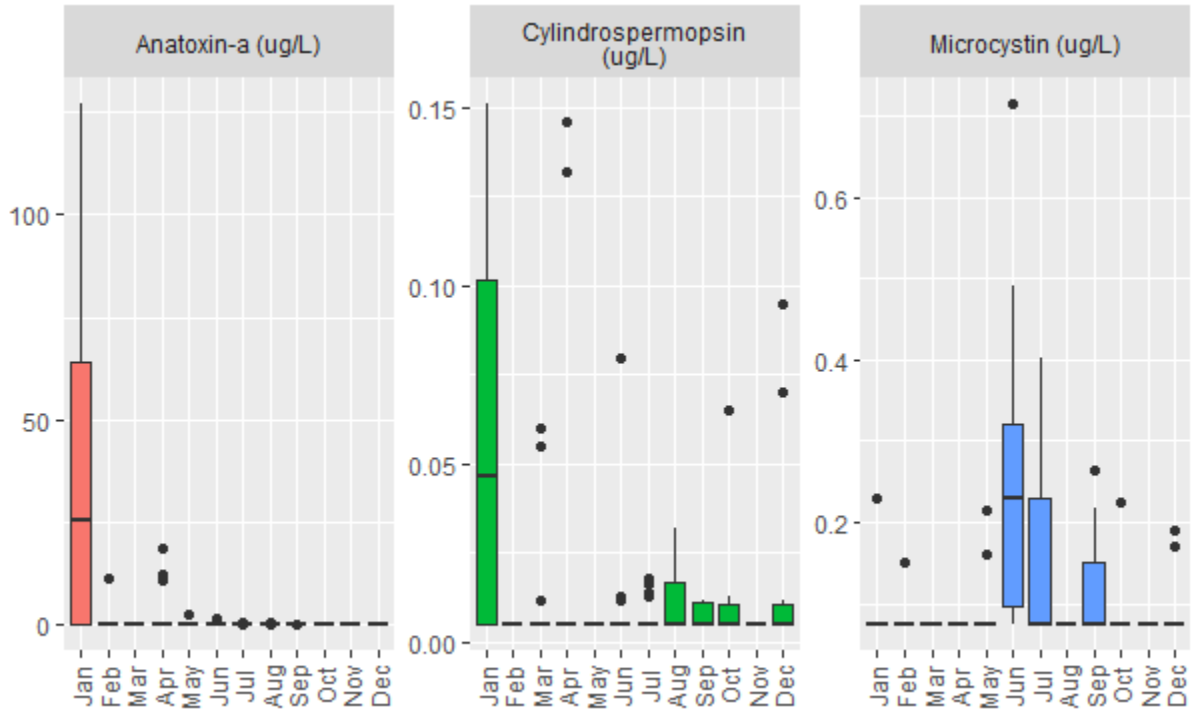 Anatoxin-a (ug/L)
100
50
0
Jan Feb Mar Apr May Jun Jul Aug Sep Oct Nov Dec
Cylindrospermopsin
(ug/L)
0.15
0.10
0.05
0.00
Jan Feb Mar Apr May Jun Jul Aug Sep Oct Nov Dec
Microcystin (ug/L)
0.6
0.4
0.2
Jan Feb Mar Apr May Jun Jul Aug Sep Oct Nov Dec